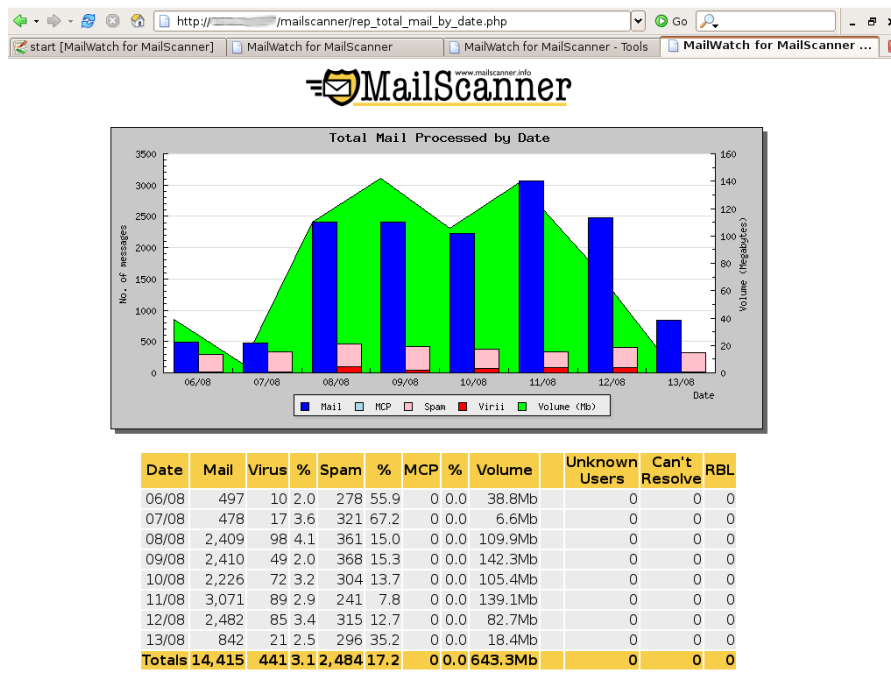 http:// /mailscanner/rep_total_mail_by_date.php Go
start [MailWatch for MailScanner] MailWatch for MailScanner MailWatch for MailScanner - Tools MailWatch for MailScanner ...
www.mailscanner.info
MailScanner
Total Mail Processed by Date
3500 160
3000 140
2500 120
2000 100
1500 80
1000 60
500 40
0 20
0
No. of messages
Volume (Megabytes)
06/08 07/08 08/08 09/08 10/08 11/08 12/08 13/08
Date
Mail MCP Spam Virii Volume (Mb)
Date Mail Virus % Spam % MCP % Volume Unknown Users Can't Resolve RBL
06/08 497 10 2.0 278 55.9 0 0.0 38.8Mb 0 0 0
07/08 478 17 3.6 321 67.2 0 0.0 6.6Mb 0 0 0
08/08 2,409 98 4.1 361 15.0 0 0.0 109.9Mb 0 0 0
09/08 2,410 49 2.0 368 15.3 0 0.0 142.3Mb 0 0 0
10/08 2,226 72 3.2 304 13.7 0 0.0 105.4Mb 0 0 0
11/08 3,071 89 2.9 241 7.8 0 0.0 139.1Mb 0 0 0
12/08 2,482 85 3.4 315 12.7 0 0.0 82.7Mb 0 0 0
13/08 842 21 2.5 296 35.2 0 0.0 18.4Mb 0 0 0
Totals 14,415 441 3.1 2,484 17.2 0 0.0 643.3Mb 0 0 0